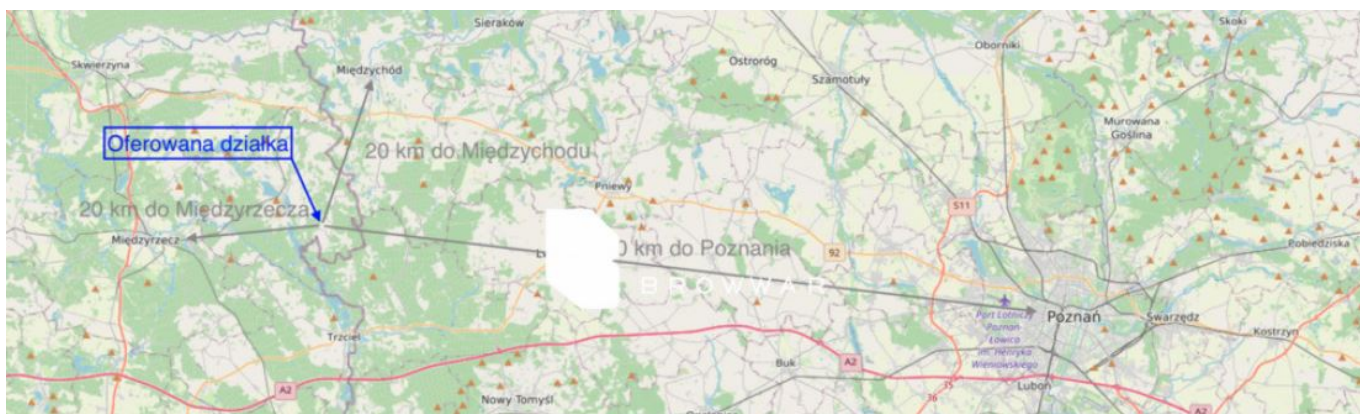 Sieraków
Skoki
Skwierzyna
Międzychód
Ostroróg
Oborniki
Szamotuły
Murowana
Goślina
Oferowana działka
20 km do Międzychodu
Pniewy
S11
20 km do Międzyrzecza
Międzyrzecz
0 km do Poznania
92
Pobiedziska
BROWWAR
Port Lotniczy
Poznań
Ławica
im. Henryka
Wieniawskiego
Poznań
Swarzędz
Kostrzyn
Trzciel
Buk
A2
A2
Luboń
A2
Nowy Tomyśl